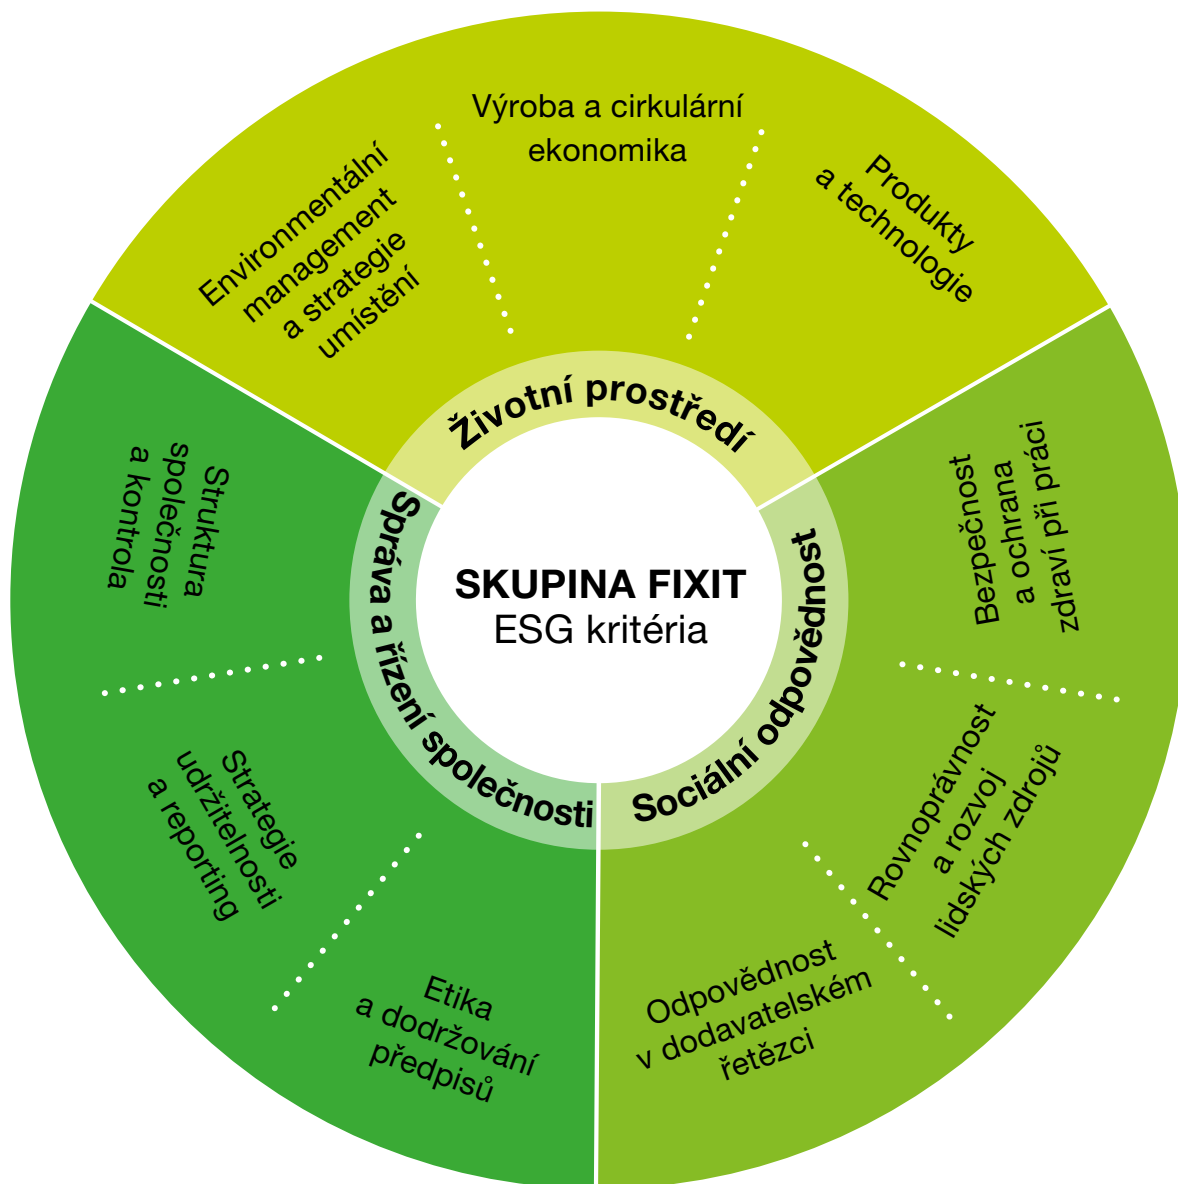 SKUPINA FIXIT
ESG kritéria
Životní prostředí
Environmentální
management
a strategie
umístění
Výroba a cirkulární
ekonomika
Produkty
a technologie
Sociální odpovědnost
Bezpečnost
a ochrana
zdraví při práci
Rovnoprávnost
a rozvoj
lidských zdrojů
Odpovědnost
v dodavatelském
řetězci
Správa a řízení společnosti
Etika
a dodržování
předpisů
Strategie
udržitelnosti
a reporting
Struktura
společnosti
a kontrola